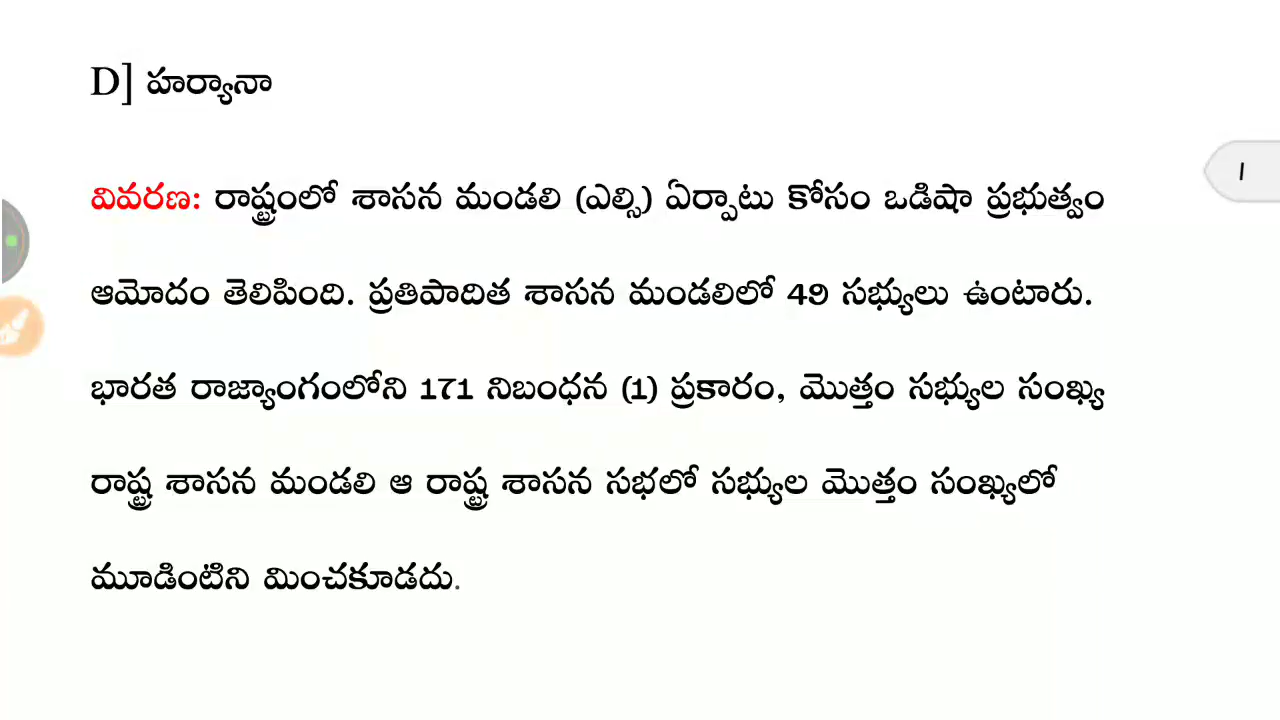 D] హర్యానా
వివరణ: రాష్ట్రంలో శాసన మండలి (ఎల్సి) ఏర్పాటు కోసం ఒడిషా ప్రభుత్వం
ఆమోదం తెలిపింది. ప్రతిపాదిత శాసన మండలిలో 49 సభ్యులు ఉంటారు.
భారత రాజ్యాంగంలోని 171 నిబంధన (1) ప్రకారం, మొత్తం సభ్యుల సంఖ్య
రాష్ట్ర శాసన మండలి ఆ రాష్ట్ర శాసన సభలో సభ్యుల మొత్తం సంఖ్యలో
మూడింటిని మించకూడదు.